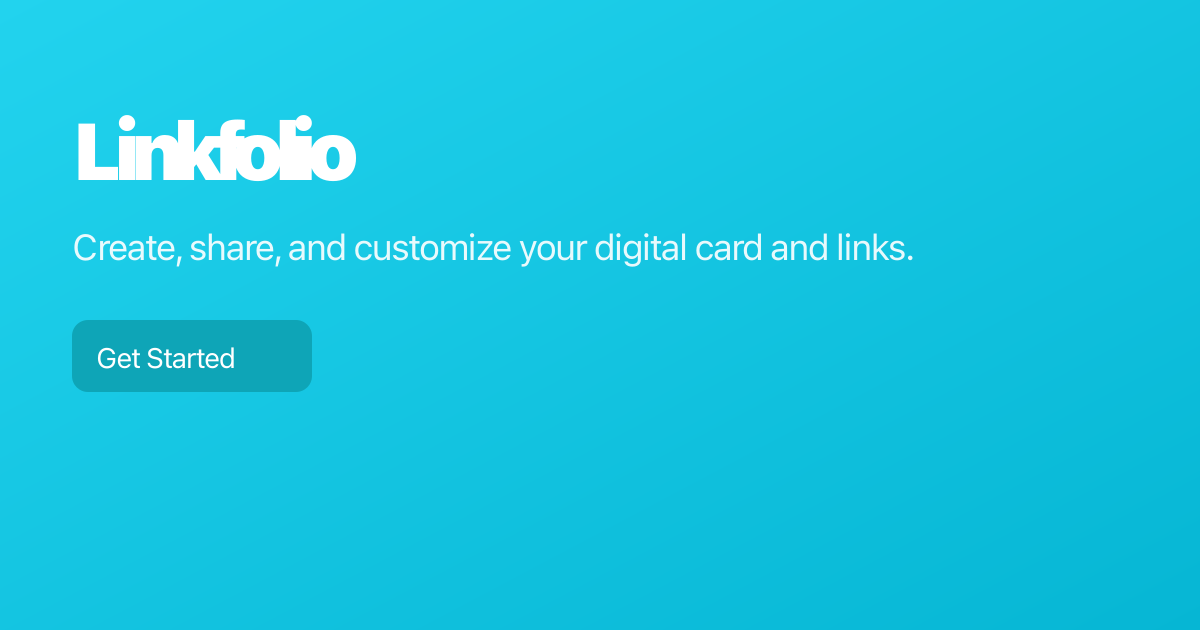 Linkfolio
Create, share, and customize your digital card and links.
Get Started